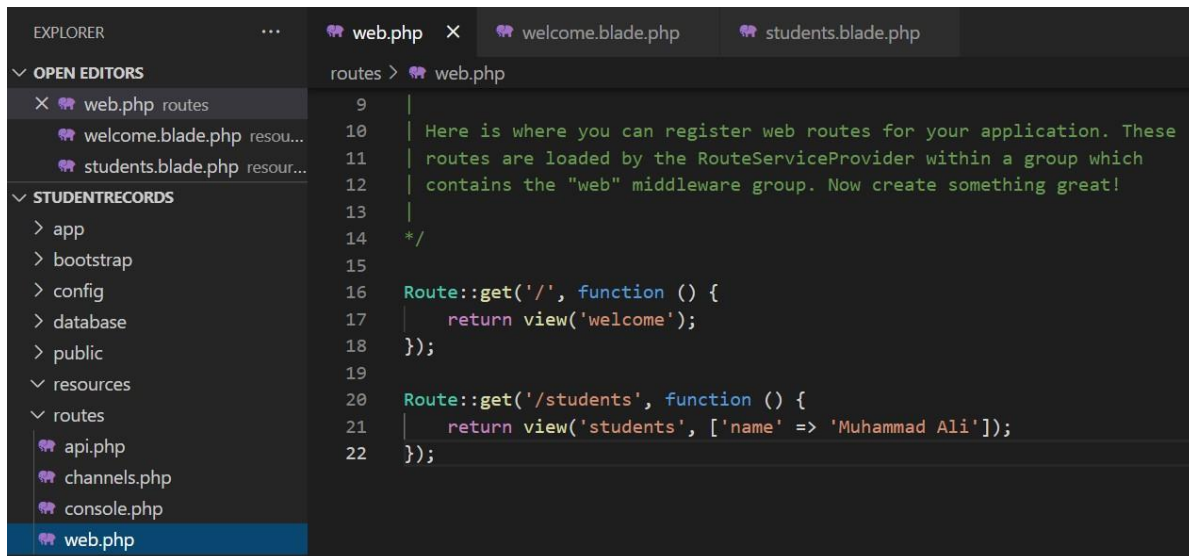 EXPLORER ...
OPEN EDITORS
web.php routes
welcome.blade.php resou...
students.blade.php resour...
STUDENTRECORDS
app
bootstrap
config
database
public
resources
routes
api.php
channels.php
console.php
web.php
web.php welcome.blade.php students.blade.php
routes > web.php
9 |
10 | Here is where you can register web routes for your application. These
11 | routes are loaded by the RouteServiceProvider within a group which
12 | contains the "web" middleware group. Now create something great!
13 |
14 */
15
16 Route::get('/', function () {
17 return view('welcome');
18 });
19
20 Route::get('/students', function () {
21 return view('students', ['name' => 'Muhammad Ali']);
22 });